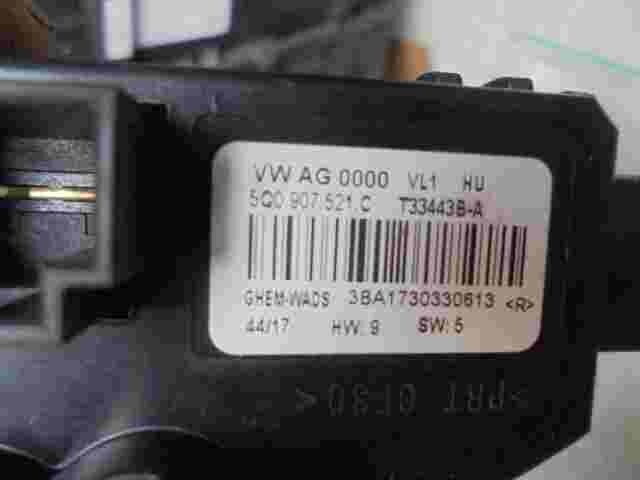 VW AG 0000 VL1 HU
5Q0.907.521.C T33443B-A
GHEM-WADS 3BA1730330613 <R>
44/17 HW: 9 SW: 5